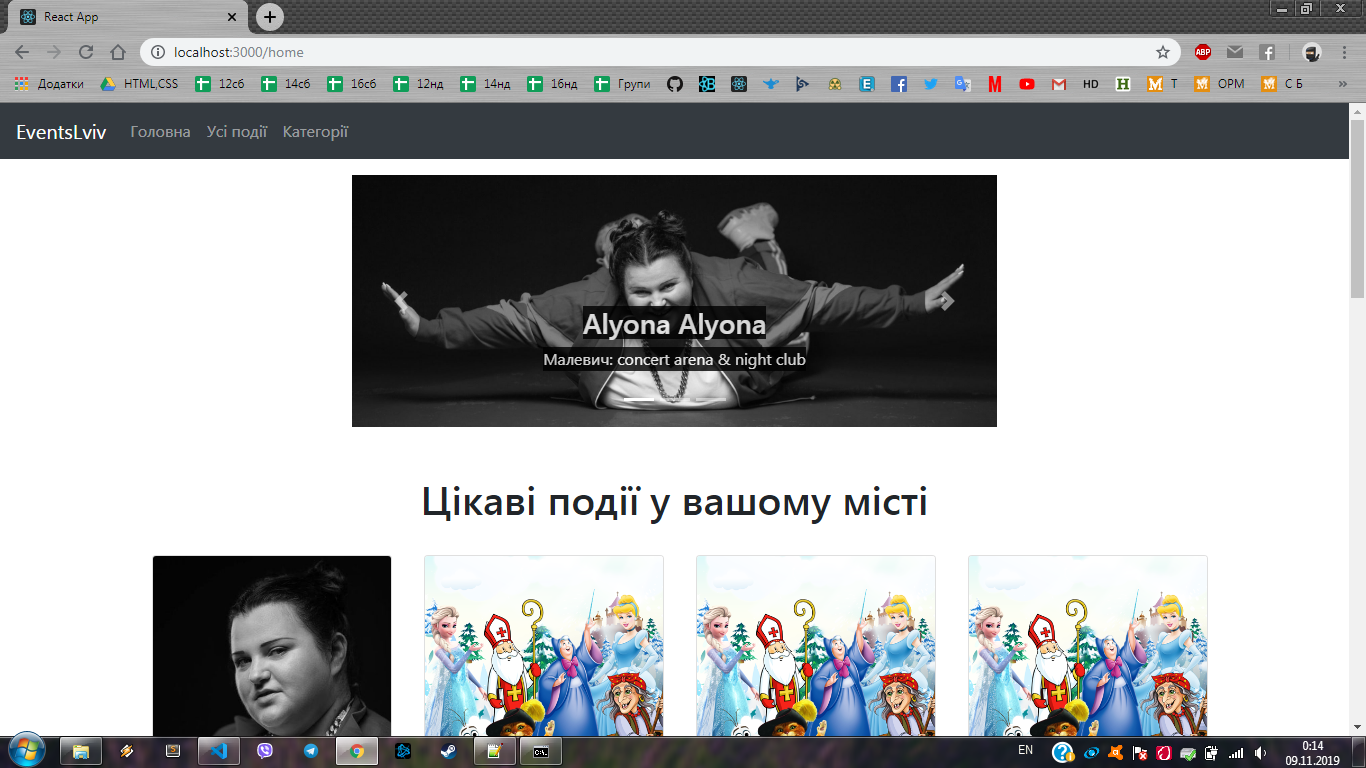 React App
localhost:3000/home
ABP
Додатки HTML,CSS 12сб 14сб 16сб 12нд 14нд 16нд Групи HD H M T M ОРМ M С Б »
EventsLviv Головна Усі події Категорії
Alyona Alyona
Малевич: concert arena & night club
Цікаві події у вашому місті
EN
0:14
09.11.2019